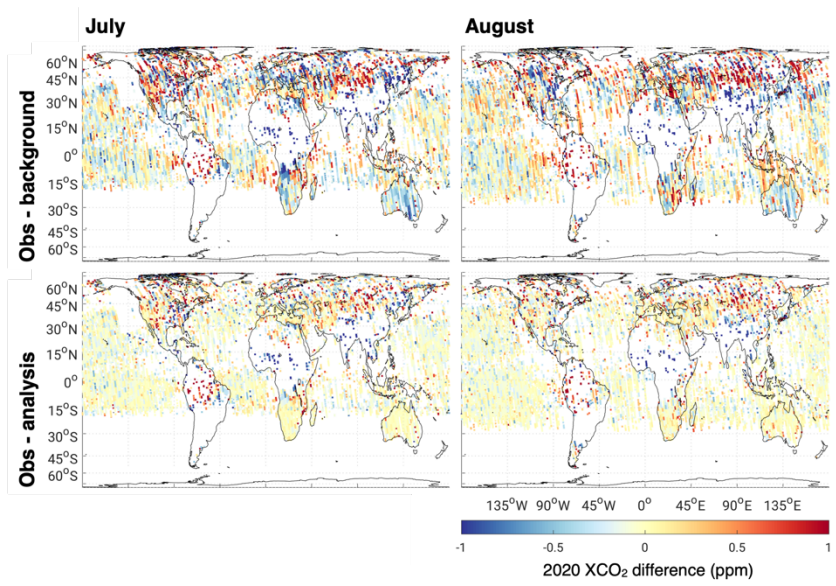 July
August
Obs - background
60°N
45°N
30°N
15°N
0°
15°S
30°S
45°S
60°S
Obs - analysis
60°N
45°N
30°N
15°N
0°
15°S
30°S
45°S
60°S
135°W 90°W 45°W 0° 45°E 90°E 135°E
-1 -0.5 0 0.5 1
2020 XCO₂ difference (ppm)